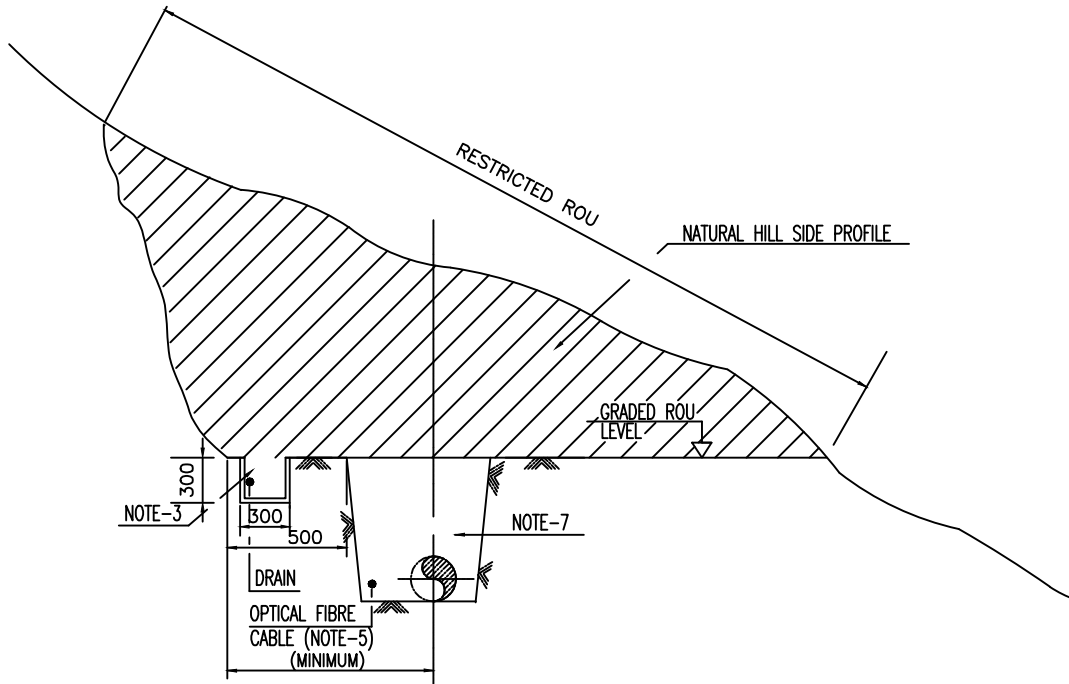 RESTRICTED ROU
NATURAL HILL SIDE PROFILE
GRADED ROU
LEVEL
300
NOTE-3
300
500
NOTE-7
DRAIN
OPTICAL FIBRE
CABLE (NOTE-5)
(MINIMUM)